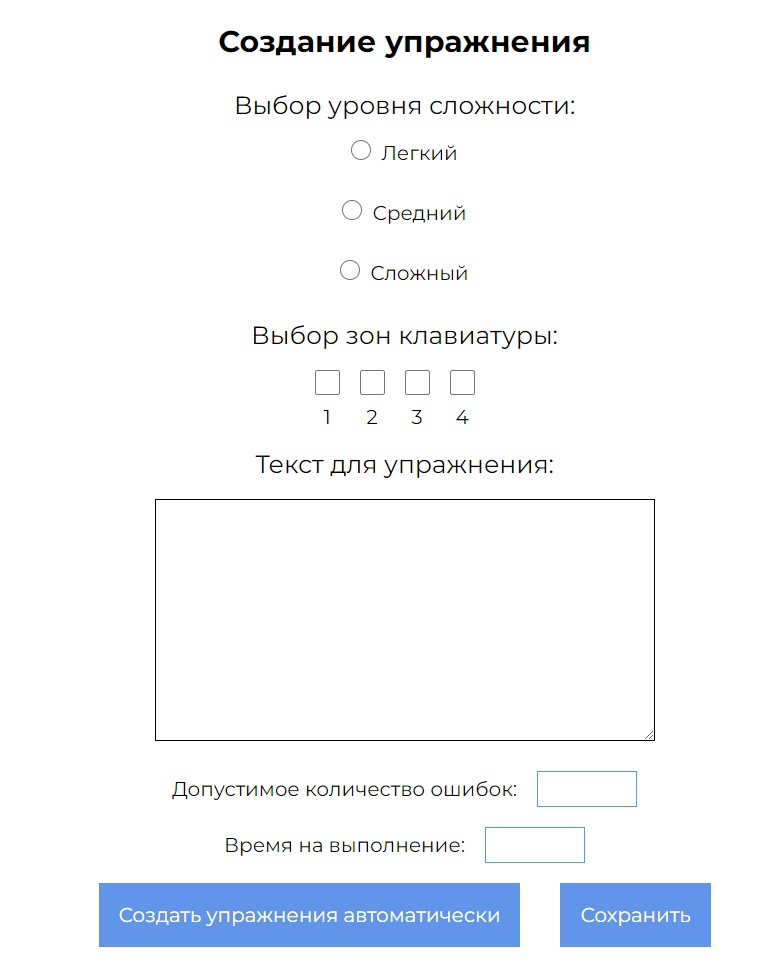 Создание упражнения
Выбор уровня сложности:
Легкий
Средний
Сложный
Выбор зон клавиатуры:
1 2 3 4
Текст для упражнения:
Допустимое количество ошибок:
Время на выполнение:
Создать упражнения автоматически Сохранить